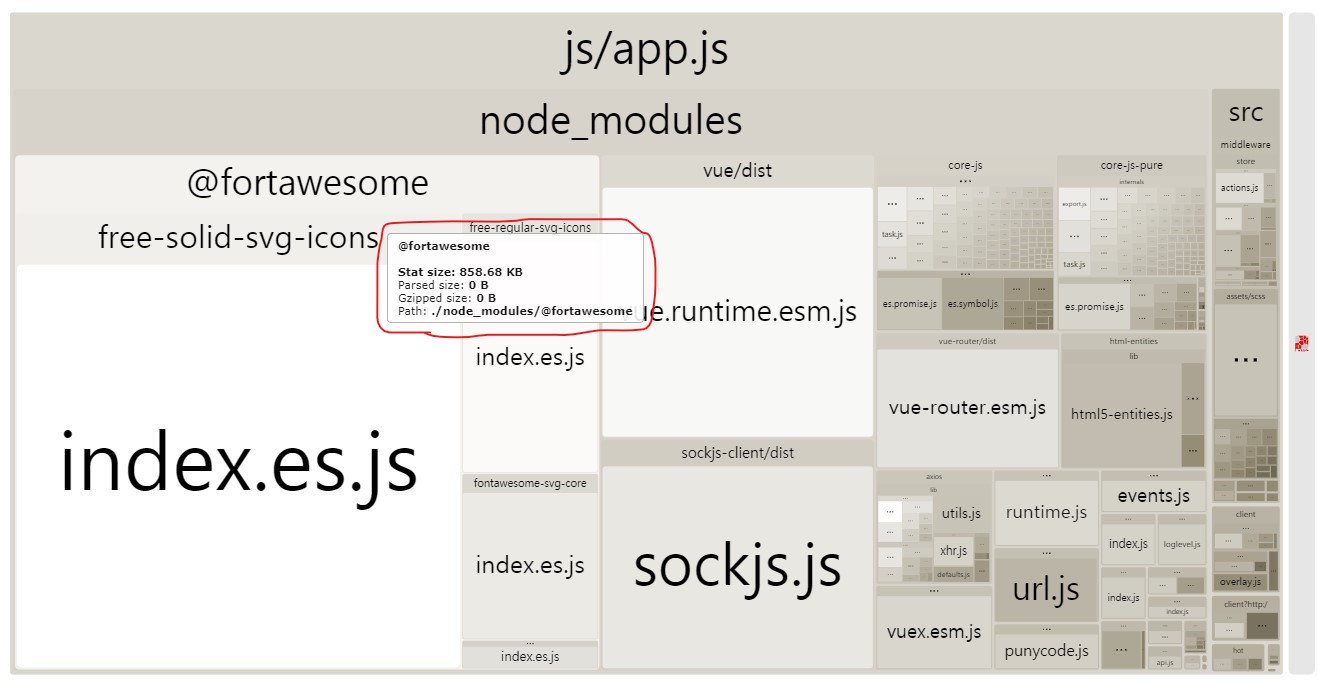 js/app.js
node_modules
src
@fortawesome
vue/dist
core-js
core-js-pure
middleware
store
...
internals
free-solid-svg-icons
free-regular-svg-icons
@fortawesome
Stat size: 858.68 KB
Parsed size: 0 B
Gzipped size: 0 B
Path: ./node_modules/@fortawesome
index.es.js
index.es.js
fontawesome-svg-core
index.es.js
...
index.es.js
vue.runtime.esm.js
sockjs-client/dist
sockjs.js
...
...
task.js
...
...
es.promise.js
es.symbol.js
...
...
...
export.js
...
...
task.js
...
es.promise.js
...
...
vue-router/dist
vue-router.esm.js
html-entities
lib
html5-entities.js
...
...
axios
lib
...
...
...
...
...
utils.js
xhr.js
...
defaults.js
...
...
vuex.esm.js
...
runtime.js
...
url.js
...
punycode.js
...
events.js
...
index.js
...
loglevel.js
...
index.js
...
...
...
...
index.js
...
...
...
...
api.js
actions.js
...
...
...
...
...
assets/scss
...
...
client
...
...
...
...
overlay.js
client?http:/
...
...
hot
...
...
...